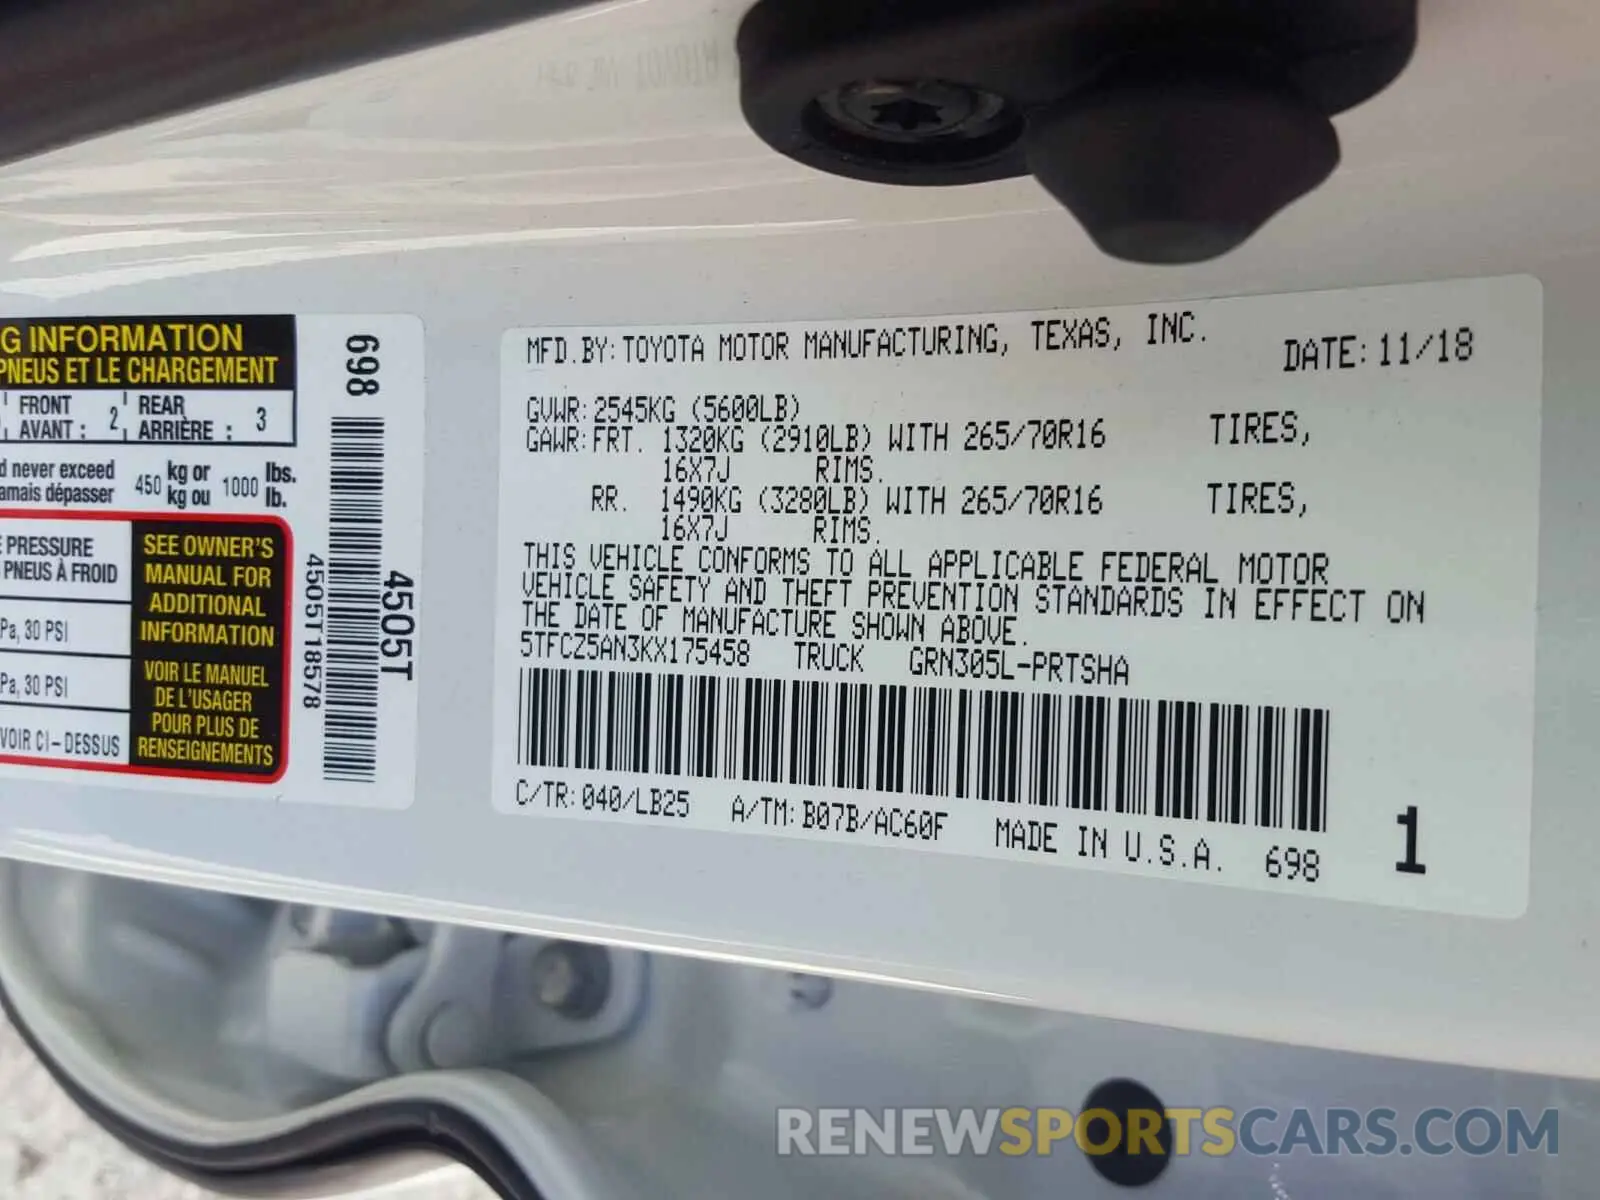 G INFORMATION
PNEUS ET LE CHARGEMENT
FRONT 2 REAR 3
AVANT : ARRIÈRE :
d never exceed 450 kg or 1000 lbs.
amais dépasser kg ou lb.
PRESSURE
PNEUS À FROID
Pa, 30 PSI
Pa, 30 PSI
VOIR CI-DESSUS
SEE OWNER'S
MANUAL FOR
ADDITIONAL
INFORMATION
VOIR LE MANUEL
DE L'USAGER
POUR PLUS DE
RENSEIGNEMENTS
698
4505T18578
4505T
MFD.BY:TOYOTA MOTOR MANUFACTURING, TEXAS, INC. DATE:11/18
GVWR:2545KG (5600LB)
GAWR:FRT. 1320KG (2910LB) WITH 265/70R16 TIRES,
16X7J RIMS.
RR. 1490KG (3280LB) WITH 265/70R16 TIRES,
16X7J RIMS.
THIS VEHICLE CONFORMS TO ALL APPLICABLE FEDERAL MOTOR
VEHICLE SAFETY AND THEFT PREVENTION STANDARDS IN EFFECT ON
THE DATE OF MANUFACTURE SHOWN ABOVE.
5TFCZ5AN3KX175458 TRUCK GRN305L-PRTSHA
C/TR:040/LB25 A/TM:B07B/AC60F MADE IN U.S.A. 698
1
RENEWSPORTSCARS.COM